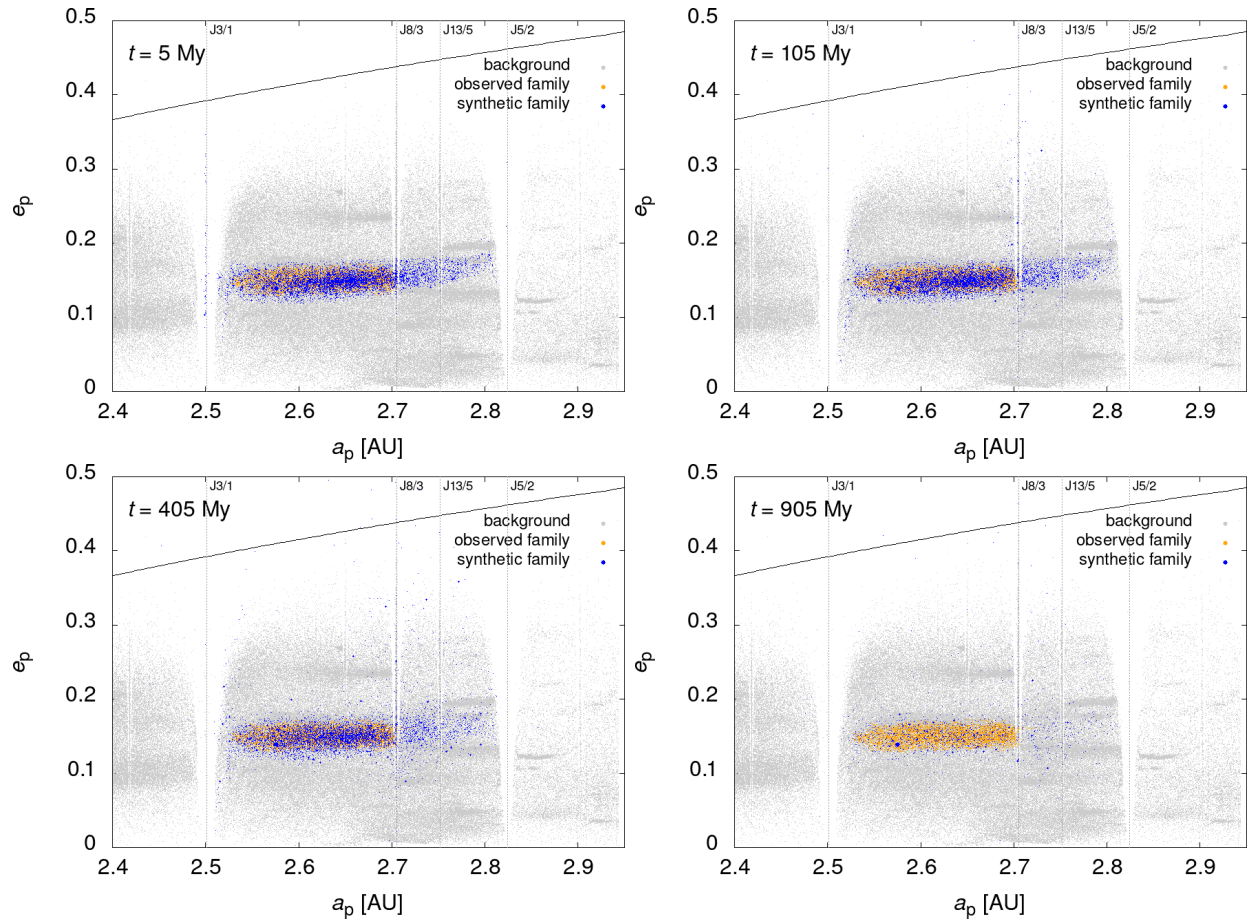 0.5
0.4
0.3
0.2
0.1
0
e_p
J3/1
J8/3
J13/5
J5/2
t = 5 My
background
observed family
synthetic family
2.4
2.5
2.6
2.7
2.8
2.9
a_p [AU]
0.5
0.4
0.3
0.2
0.1
0
e_p
J3/1
J8/3
J13/5
J5/2
t = 105 My
background
observed family
synthetic family
2.4
2.5
2.6
2.7
2.8
2.9
a_p [AU]
0.5
0.4
0.3
0.2
0.1
0
e_p
J3/1
J8/3
J13/5
J5/2
t = 405 My
background
observed family
synthetic family
2.4
2.5
2.6
2.7
2.8
2.9
a_p [AU]
0.5
0.4
0.3
0.2
0.1
0
e_p
J3/1
J8/3
J13/5
J5/2
t = 905 My
background
observed family
synthetic family
2.4
2.5
2.6
2.7
2.8
2.9
a_p [AU]